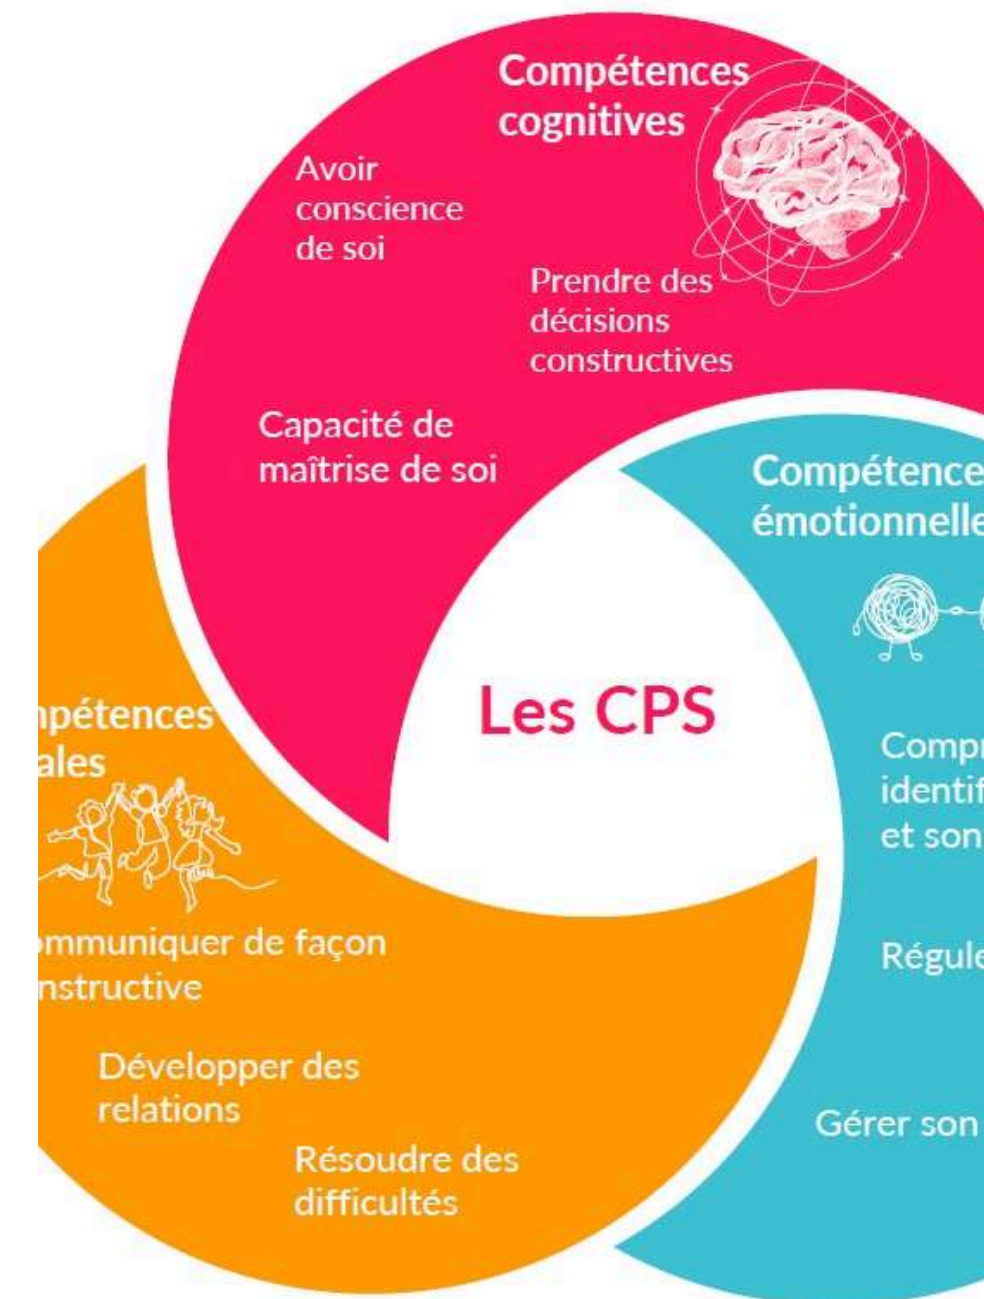 Compétences
cognitives
Avoir
conscience
de soi
Prendre des
décisions
constructives
Capacité de
maîtrise de soi
Compétence
émotionnelle
Les CPS
mpétences
ales
Compr
identif
et son
ommuniquer de façon
nstructive
Régule
Développer des
relations
Gérer son
Résoudre des
difficultés